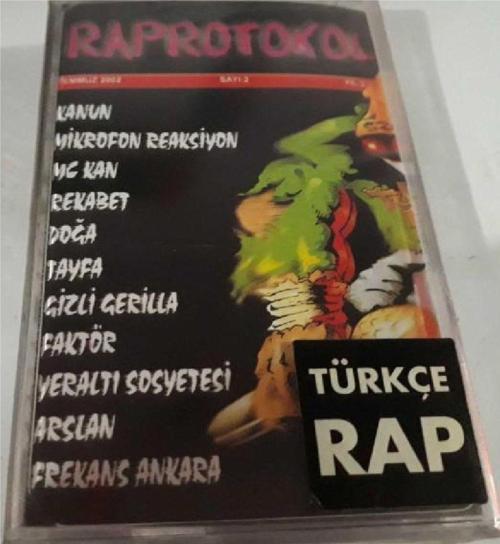 RAPROTOKOL
TEMMUZ 2002 SAYI:2
KANUN
MİKROFON REAKSİYON
MC KAN
REKABET
DOĞA
TAYFA
GİZLİ GERİLLA
FAKTÖR
YERALTI SOSYETESİ
ARSLAN
FREKANS ANKARA
TÜRKÇE
RAP